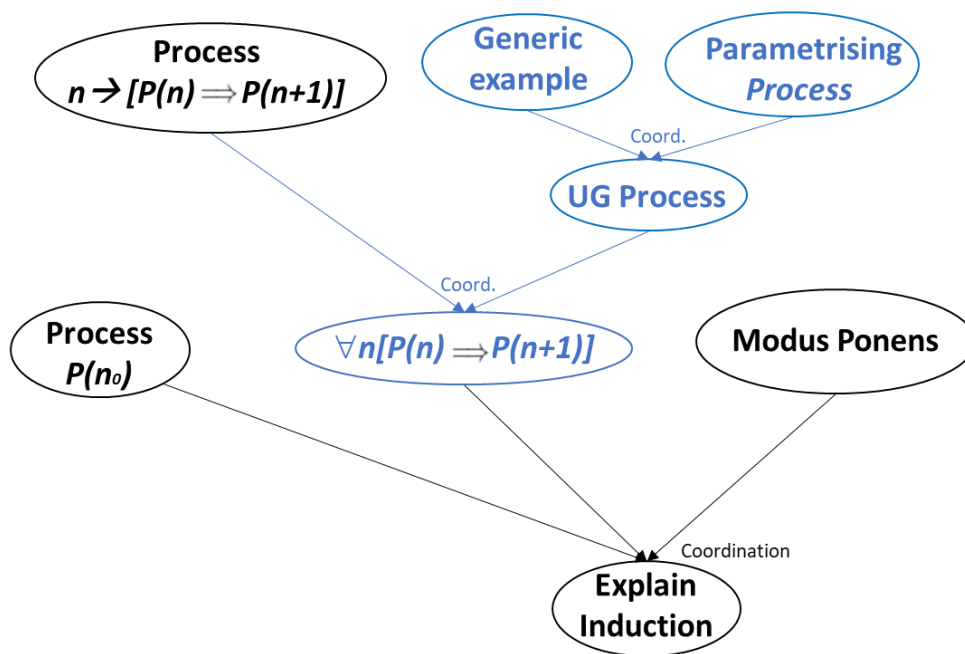 Process
n → [P(n) ⟹ P(n+1)]
Generic
example
Parametrising
Process
Coord.
UG Process
Coord.
Process
P(n₀)
∀n[P(n) ⟹ P(n+1)]
Modus Ponens
Coordination
Explain
Induction